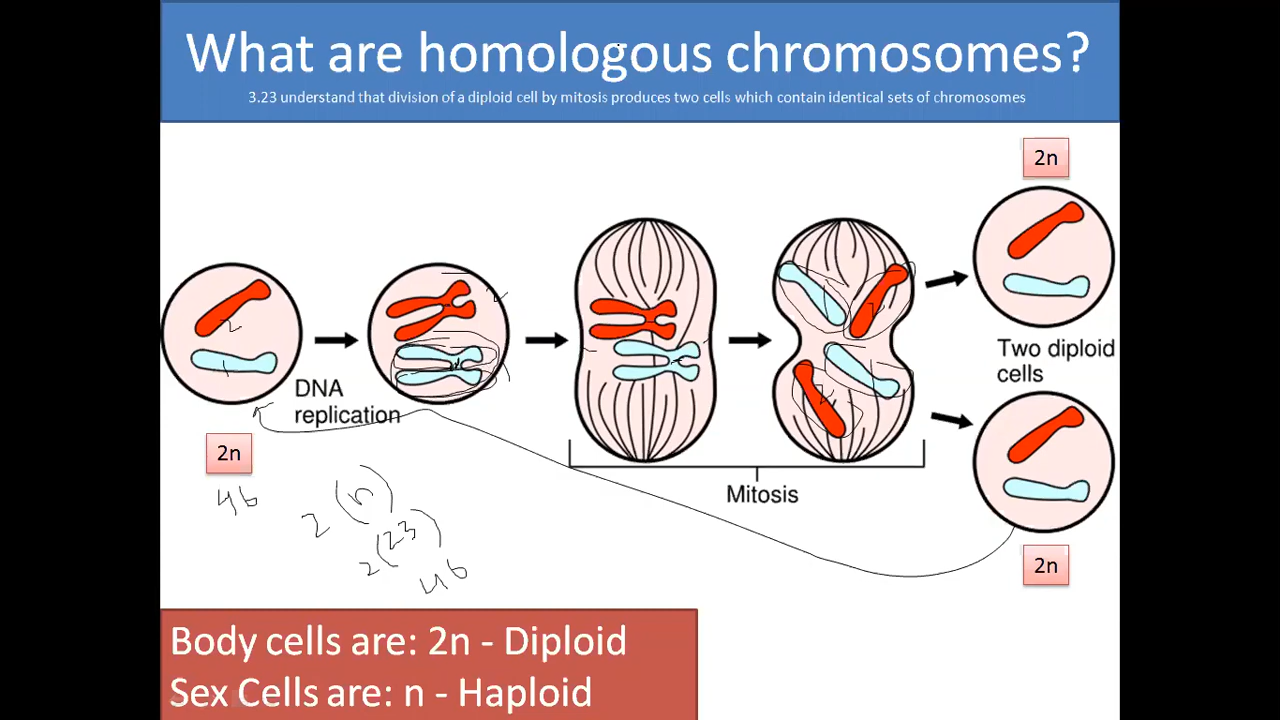 What are homologous chromosomes?
3.23 understand that division of a diploid cell by mitosis produces two cells which contain identical sets of chromosomes
2n
2
1
DNA
replication
2n
46
2 (n)
2 (23)
46
Mitosis
Two diploid
cells
2n
Body cells are: 2n - Diploid
Sex Cells are: n - Haploid